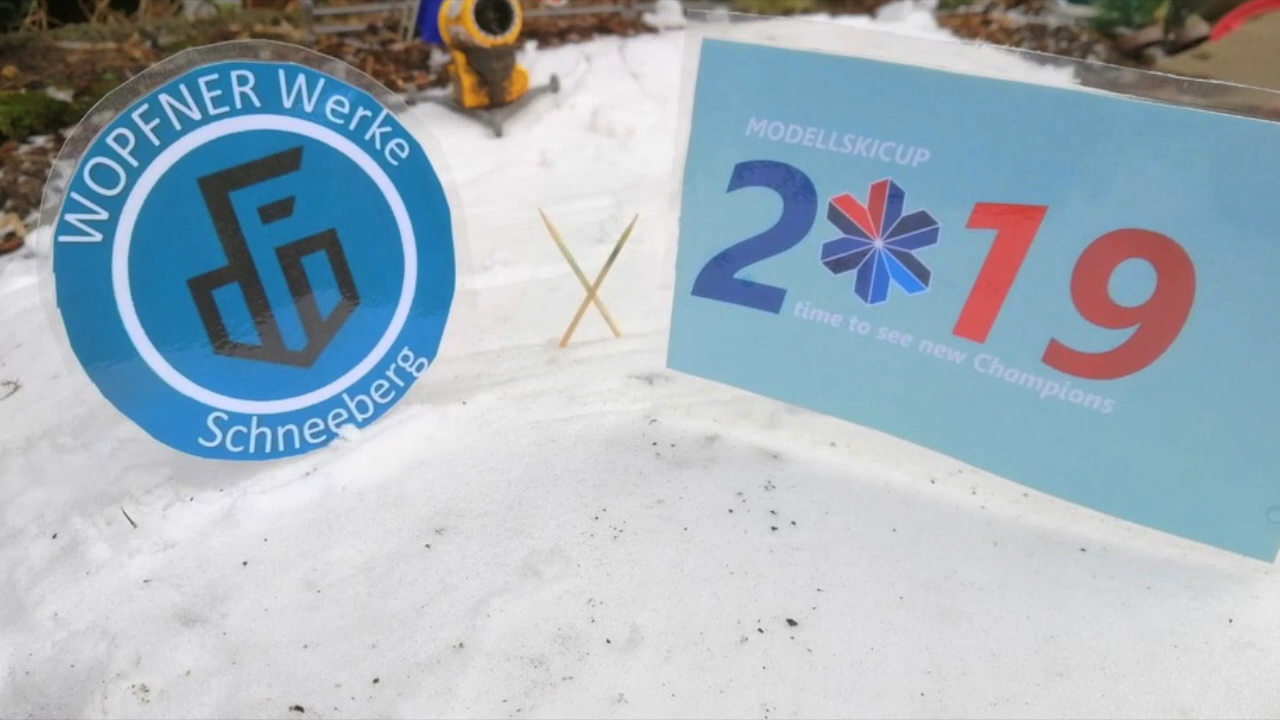 WOPFNER Werke
Schneeberg
MODELLSKICUP
2019
time to see new Champions